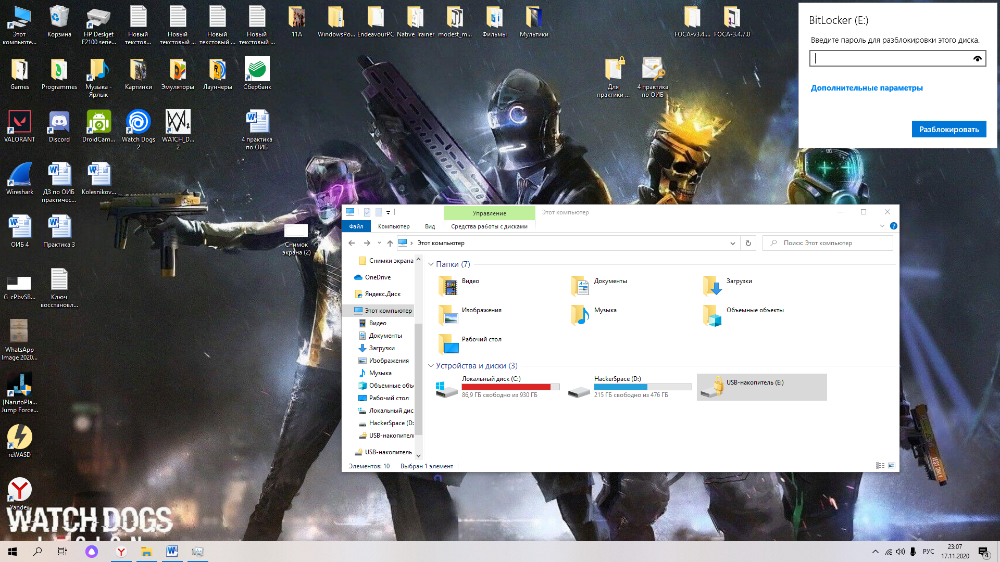 Этот
компьюте...
Корзина
HP Deskjet
F2100 serie...
Новый
текстов...
Новый
текстовый ...
Новый
текстовый ...
Новый
текстовый ...
11А
WindowsPo...
EndeavourPC
Native Trainer
modest_m...
Фильмы
Мультики
FOCA-v3.4....
FOCA-3.4.7.0
Games
Programmes
Музыка -
Ярлык
Картинки
Эмуляторы
Лаунчеры
Сбербанк
Для
практики ...
4 практика
по ОИБ
VALORANT
Discord
DroidCam...
Watch Dogs
2
WATCH_D...
2
4 практика
по ОИБ
Wireshark
ДЗ по ОИБ
практичес...
Kolesnikov...
ОИБ 4
Практика 3
Снимок
экрана (2)
G_cPbvSB...
Ключ
восстановл...
WhatsApp
Image 2020...
[NarutoPla...
Jump Force...
reWASD
Yandex
WATCH DOGS
LEGION
BitLocker (E:)
Введите пароль для разблокировки этого диска.
Дополнительные параметры
Разблокировать
Управление
Этот компьютер
Файл
Компьютер
Вид
Средства работы с дисками
Этот компьютер
Поиск: Этот компьютер
Снимки экрана
OneDrive
Яндекс.Диск
Этот компьютер
Видео
Документы
Загрузки
Изображения
Музыка
Объемные объ
Рабочий стол
Локальный дис
HackerSpace (D:
USB-накопител
USB-накопитель
Папки (7)
Видео
Документы
Загрузки
Изображения
Музыка
Объемные объекты
Рабочий стол
Устройства и диски (3)
Локальный диск (C:)
86,9 ГБ свободно из 930 ГБ
HackerSpace (D:)
215 ГБ свободно из 476 ГБ
USB-накопитель (E:)
Элементов: 10
Выбран 1 элемент
TEST ONLY
РУС
23:07
17.11.2020
4